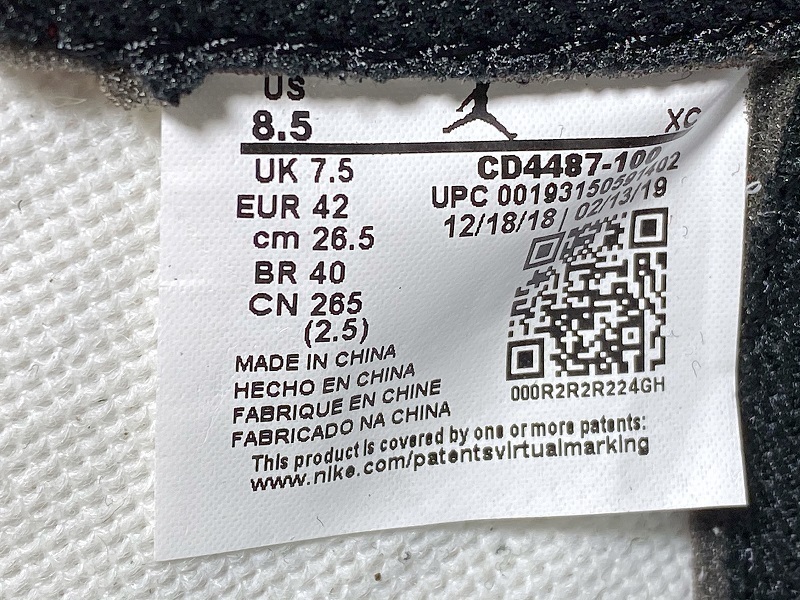 US
8.5
XC
UK 7.5
EUR 42
cm 26.5
BR 40
CN 265
(2.5)
CD4487-100
UPC 00193150591402
12/18/18 | 02/13/19
000R2R2R224GH
MADE IN CHINA
HECHO EN CHINA
FABRIQUE EN CHINE
FABRICADO NA CHINA
This product is covered by one or more patents:
www.nike.com/patentsvirtualmarking